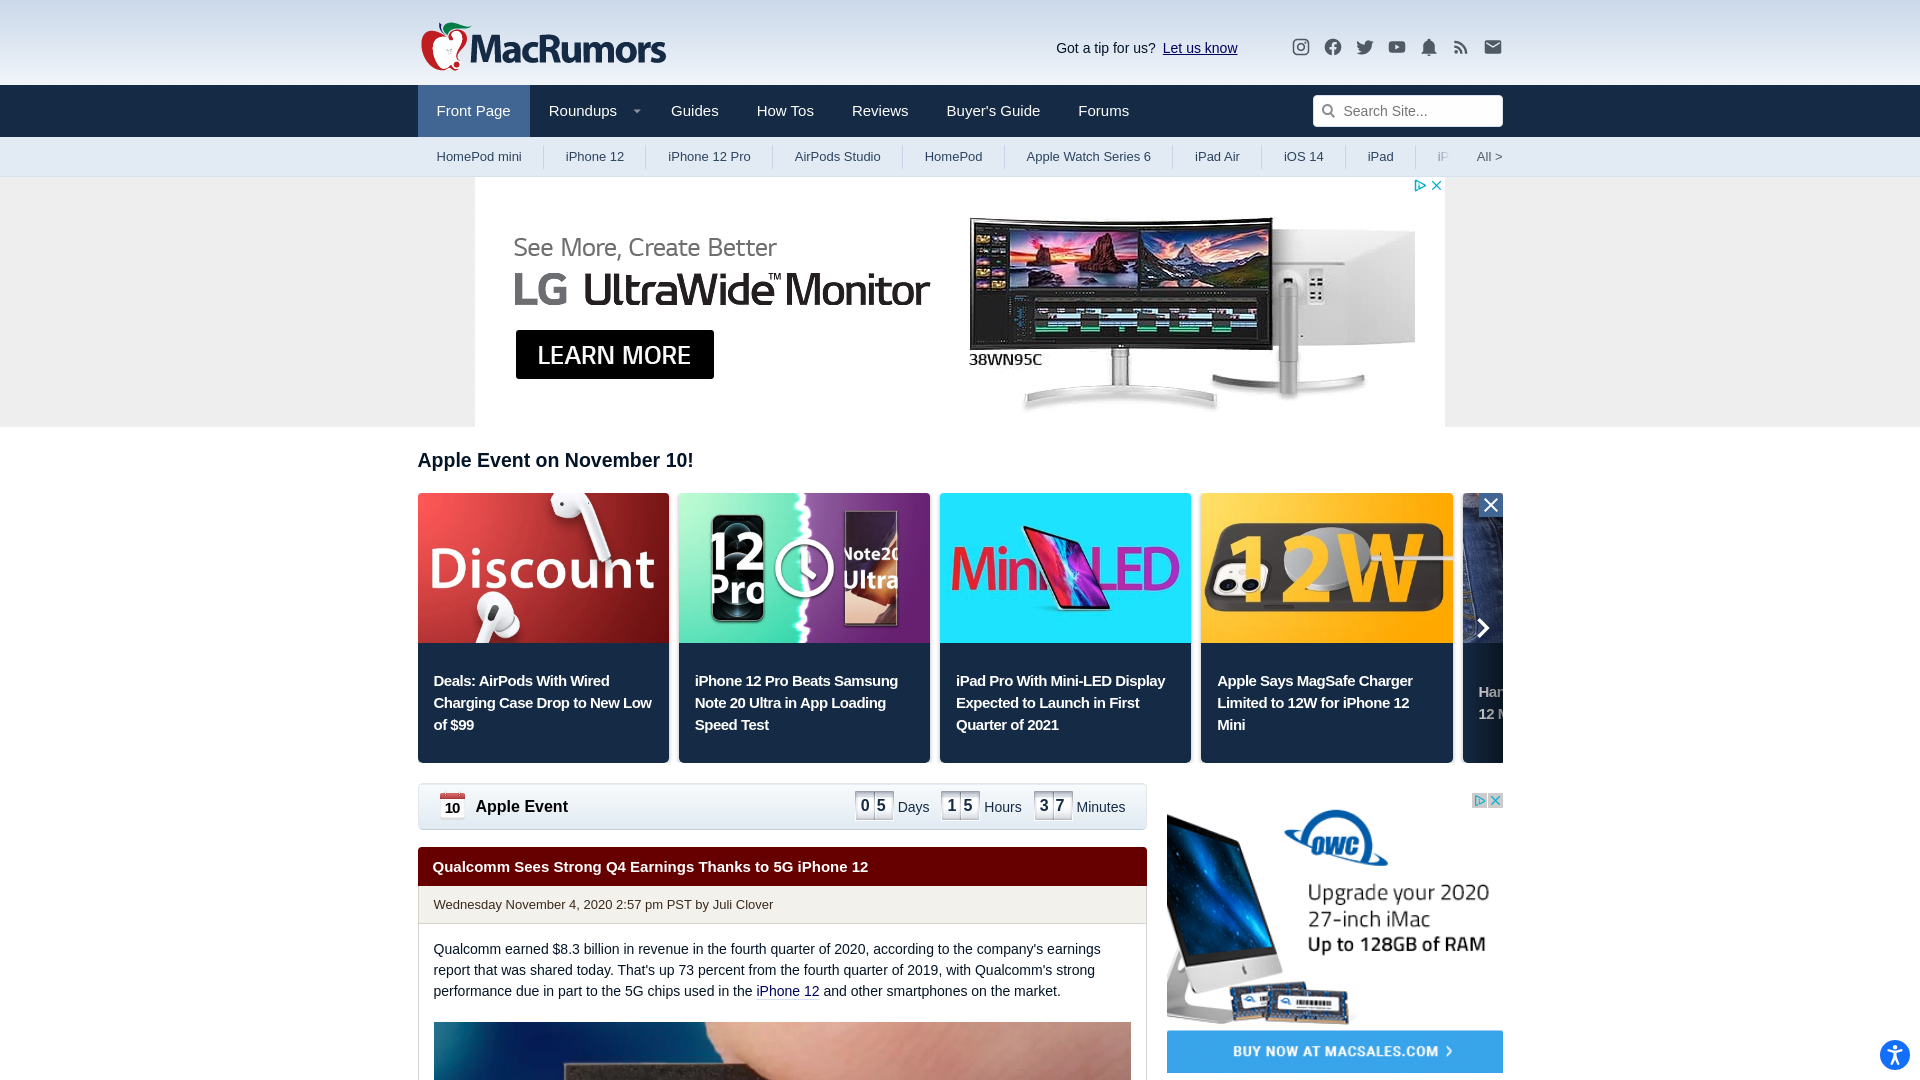 MacRumors
Got a tip for us? Let us know
Front Page
Roundups
Guides
How Tos
Reviews
Buyer's Guide
Forums
Search Site...
HomePod mini
iPhone 12
iPhone 12 Pro
AirPods Studio
HomePod
Apple Watch Series 6
iPad Air
iOS 14
iPad
iP
All >
See More, Create Better
LG UltraWide™ Monitor
LEARN MORE
38WN95C
Apple Event on November 10!
Discount
12
Pro
Note20
Ultra
Mini LED
12W
Deals: AirPods With Wired
Charging Case Drop to New Low
of $99
iPhone 12 Pro Beats Samsung
Note 20 Ultra in App Loading
Speed Test
iPad Pro With Mini-LED Display
Expected to Launch in First
Quarter of 2021
Apple Says MagSafe Charger
Limited to 12W for iPhone 12
Mini
Han
12 M
10
Apple Event
05 Days 15 Hours 37 Minutes
Qualcomm Sees Strong Q4 Earnings Thanks to 5G iPhone 12
Wednesday November 4, 2020 2:57 pm PST by Juli Clover
Qualcomm earned $8.3 billion in revenue in the fourth quarter of 2020, according to the company's earnings
report that was shared today. That's up 73 percent from the fourth quarter of 2019, with Qualcomm's strong
performance due in part to the 5G chips used in the iPhone 12 and other smartphones on the market.
OWC
Upgrade your 2020
27-inch iMac
Up to 128GB of RAM
BUY NOW AT MACSALES.COM >